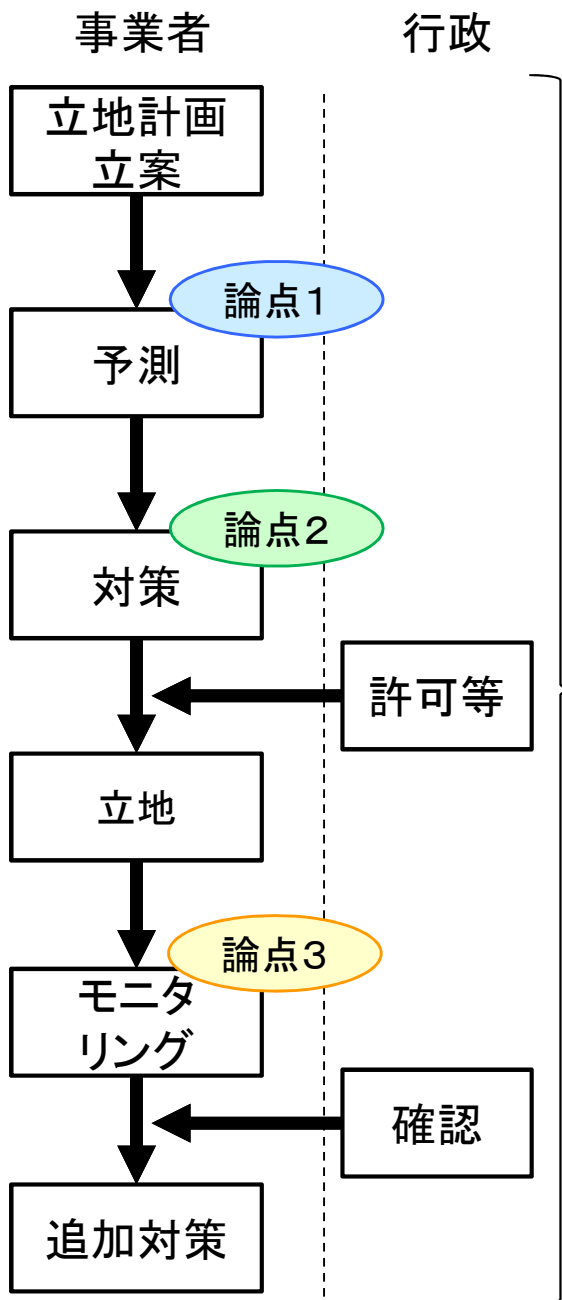 事業者
行政
立地計画
立案
論点１
予測
論点２
対策
許可等
立地
論点３
モニタ
リング
確認
追加対策